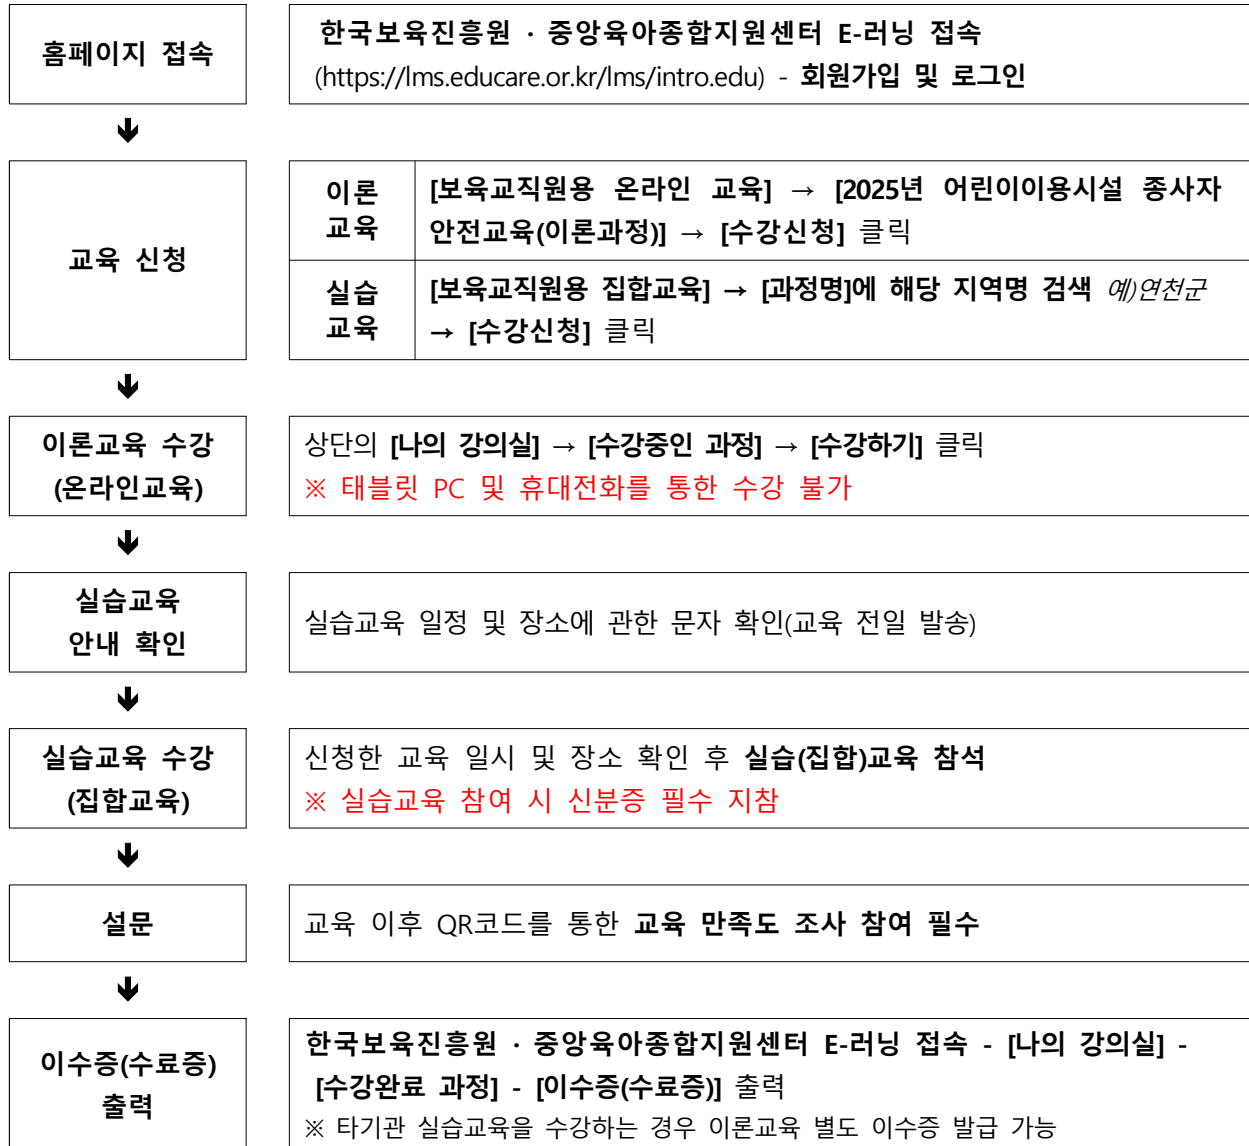 홈페이지 접속
한국보육진흥원 · 중앙육아종합지원센터 E-러닝 접속
(https://lms.educare.or.kr/lms/intro.edu) - 회원가입 및 로그인
🡻
교육 신청
이론
교육
[보육교직원용 온라인 교육] → [2025년 어린이이용시설 종사자
안전교육(이론과정)] → [수강신청] 클릭
실습
교육
[보육교직원용 집합교육] → [과정명]에 해당 지역명 검색 예)연천군
→ [수강신청] 클릭
🡻
이론교육 수강
(온라인교육)
상단의 [나의 강의실] → [수강중인 과정] → [수강하기] 클릭
※ 태블릿 PC 및 휴대전화를 통한 수강 불가
🡻
실습교육
안내 확인
실습교육 일정 및 장소에 관한 문자 확인(교육 전일 발송)
🡻
실습교육 수강
(집합교육)
신청한 교육 일시 및 장소 확인 후 실습(집합)교육 참석
※ 실습교육 참여 시 신분증 필수 지참
🡻
설문
교육 이후 QR코드를 통한 교육 만족도 조사 참여 필수
🡻
이수증(수료증)
출력
한국보육진흥원 · 중앙육아종합지원센터 E-러닝 접속 - [나의 강의실] -
[수강완료 과정] - [이수증(수료증)] 출력
※ 타기관 실습교육을 수강하는 경우 이론교육 별도 이수증 발급 가능